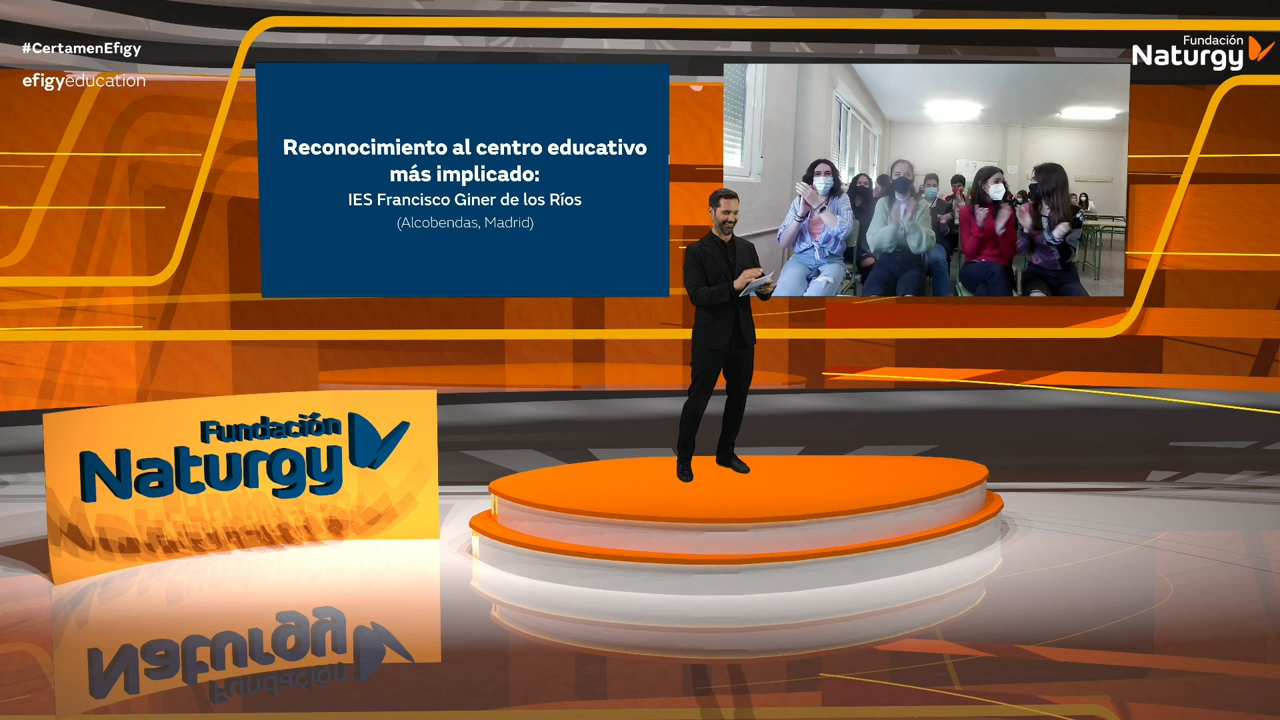 #CertamenEfigy
efigyeducation
Fundación
Naturgy
Reconocimiento al centro educativo
más implicado:
IES Francisco Giner de los Ríos
(Alcobendas, Madrid)
Fundación
Naturgy